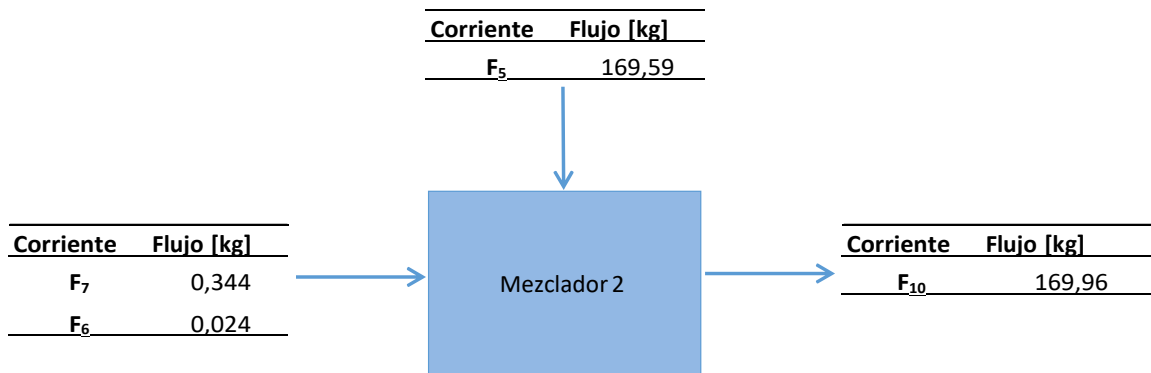 Corriente Flujo [kg]
F5 169,59
Corriente Flujo [kg]
F7 0,344
F6 0,024
Mezclador 2
Corriente Flujo [kg]
F10 169,96